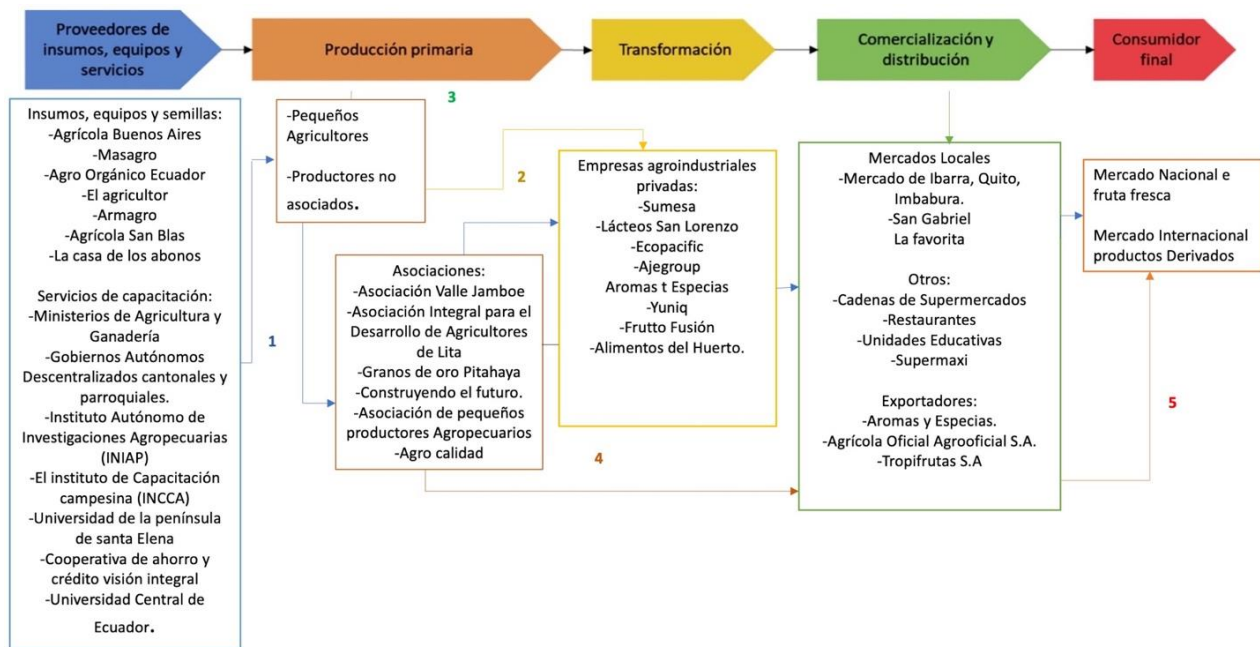 Proveedores de
insumos, equipos y
servicios
Producción primaria
Transformación
Comercialización y
distribución
Consumidor
final
Insumos, equipos y semillas:
-Agrícola Buenos Aires
-Masagro
-Agro Orgánico Ecuador
-El agricultor
-Armagro
-Agrícola San Blas
-La casa de los abonos
Servicios de capacitación:
-Ministerios de Agricultura y
Ganadería
-Gobiernos Autónomos
Descentralizados cantonales y
parroquiales.
-Instituto Autónomo de
Investigaciones Agropecuarias
(INIAP)
-El instituto de Capacitación
campesina (INCCA)
-Universidad de la península
de santa Elena
-Cooperativa de ahorro y
crédito visión integral
-Universidad Central de
Ecuador.
1
3
-Pequeños
Agricultores
-Productores no
asociados.
2
Asociaciones:
-Asociación Valle Jamboe
-Asociación Integral para el
Desarrollo de Agricultores
de Lita
-Granos de oro Pitahaya
-Construyendo el futuro.
-Asociación de pequeños
productores Agropecuarios
-Agro calidad
4
Empresas agroindustriales
privadas:
-Sumesa
-Lácteos San Lorenzo
-Ecopacific
-Ajegroup
Aromas t Especias
-Yuniq
-Frutto Fusión
-Alimentos del Huerto.
Mercados Locales
-Mercado de Ibarra, Quito,
Imbabura.
-San Gabriel
La favorita
Otros:
-Cadenas de Supermercados
-Restaurantes
-Unidades Educativas
-Supermaxi
Exportadores:
-Aromas y Especias.
-Agrícola Oficial Agrooficial S.A.
-Tropifrutas S.A
Mercado Nacional e
fruta fresca
Mercado Internacional
productos Derivados
5